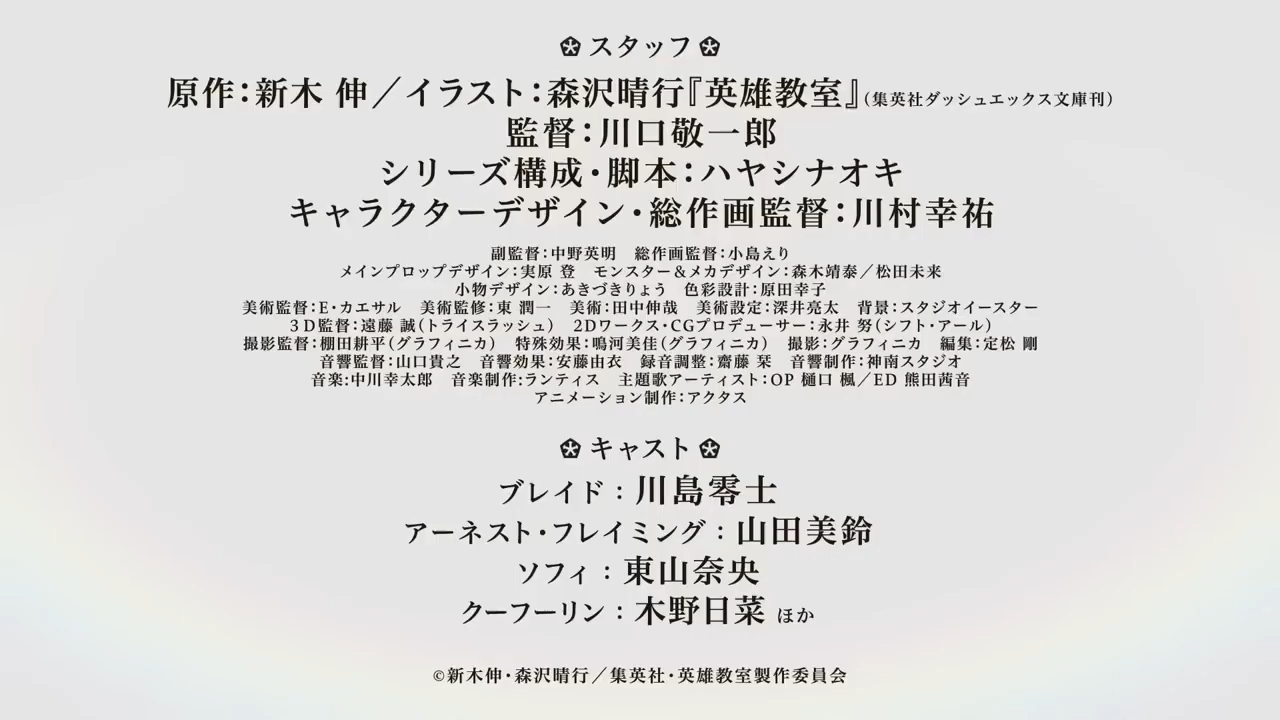 スタッフ
原作:新木 伸／イラスト:森沢晴行『英雄教室』(集英社ダッシュエックス文庫刊)
監督:川口敬一郎
シリーズ構成・脚本:ハヤシナオキ
キャラクターデザイン・総作画監督:川村幸祐
副監督:中野英明　総作画監督:小島えり
メインプロップデザイン:実原 登　モンスター＆メカデザイン:森木靖泰／松田未来
小物デザイン:あきづきりょう　色彩設計:原田幸子
美術監督:E・カエサル　美術監修:東 潤一　美術:田中伸哉　美術設定:深井亮太　背景:スタジオイースター
3D監督:遠藤 誠(トライスラッシュ)　2Dワークス・CGプロデューサー:永井 努(シフト・アール)
撮影監督:棚田耕平(グラフィニカ)　特殊効果:鳴河美佳(グラフィニカ)　撮影:グラフィニカ　編集:定松 剛
音響監督:山口貴之　音響効果:安藤由衣　録音調整:齋藤 栞　音響制作:神南スタジオ
音楽:中川幸太郎　音楽制作:ランティス　主題歌アーティスト:OP 樋口 楓／ED 熊田茜音
アニメーション制作:アクタス
キャスト
ブレイド:川島零士
アーネスト・フレイミング:山田美鈴
ソフィ:東山奈央
クーフーリン:木野日菜 ほか
©新木伸・森沢晴行／集英社・英雄教室製作委員会